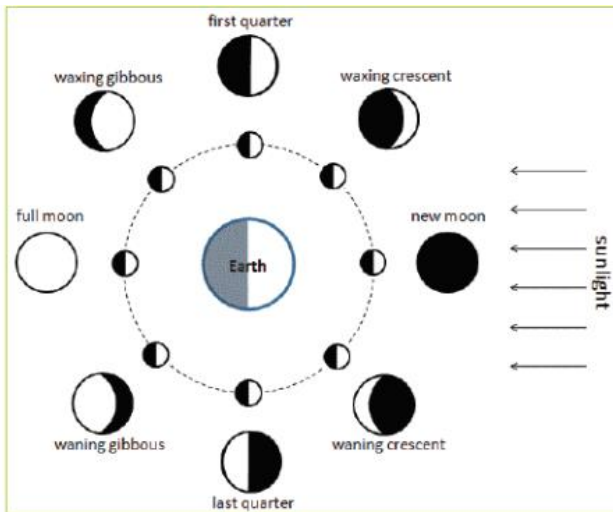 first quarter
waxing gibbous
waxing crescent
full moon
new moon
Earth
sunlight
waning gibbous
waning crescent
last quarter